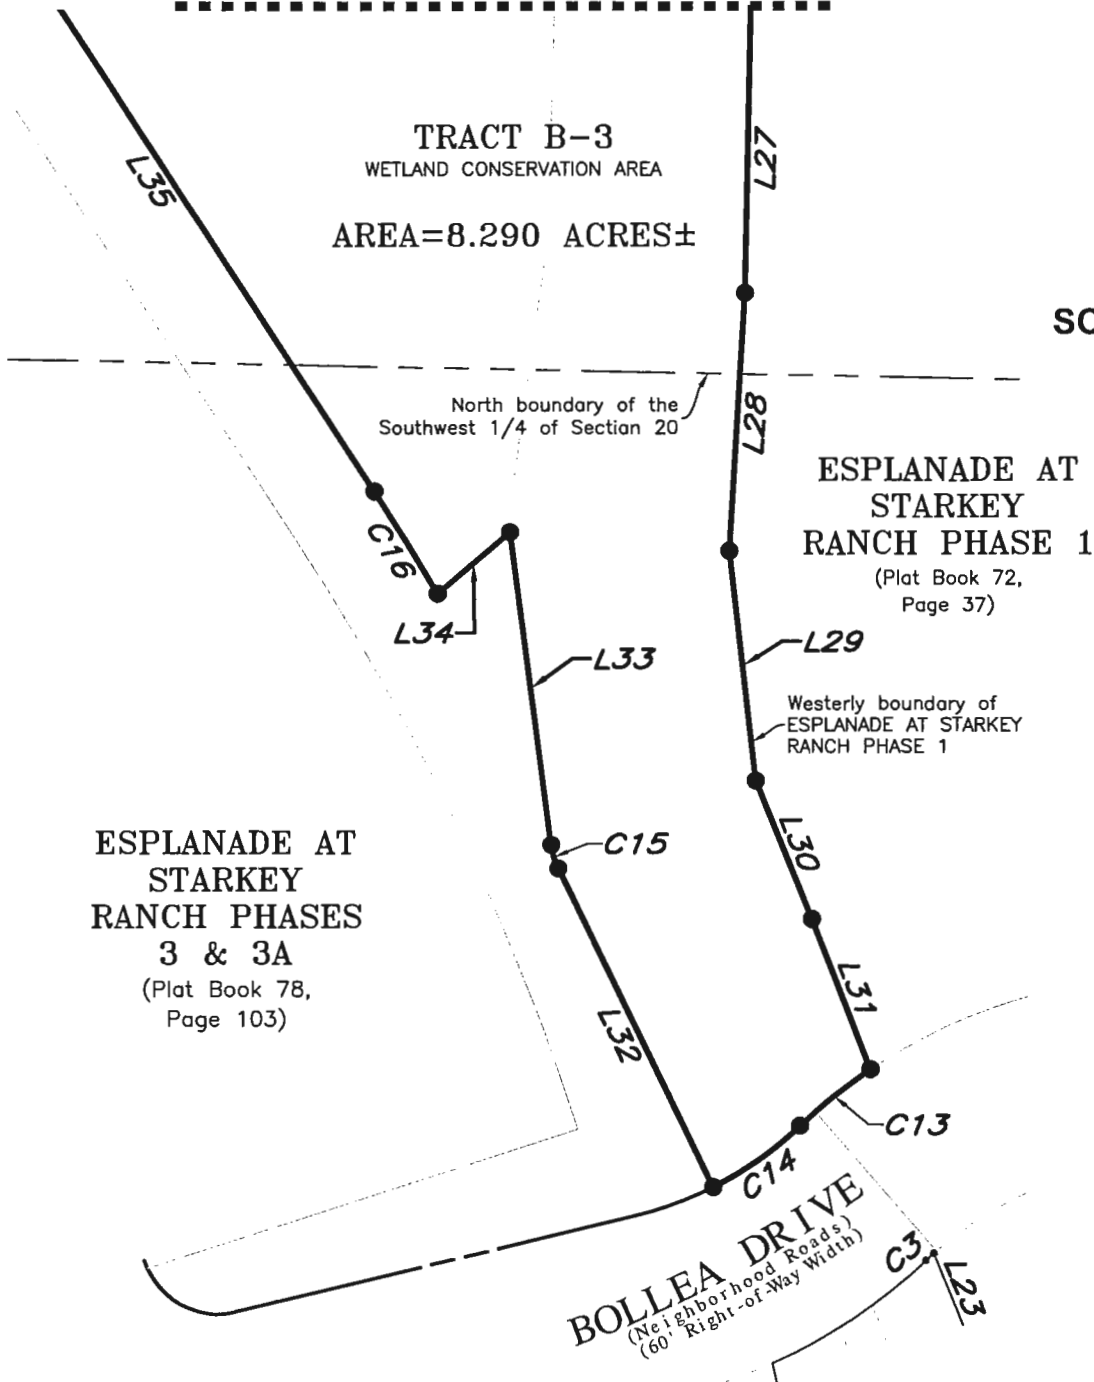 TRACT B-3
WETLAND CONSERVATION AREA
AREA=8.290 ACRES±
L27
L35
SC
North boundary of the
Southwest 1/4 of Section 20
L28
ESPLANADE AT
STARKEY
RANCH PHASE 1
(Plat Book 72,
Page 37)
C16
L34
L33
L29
Westerly boundary of
ESPLANADE AT STARKEY
RANCH PHASE 1
C15
L30
ESPLANADE AT
STARKEY
RANCH PHASES
3 & 3A
(Plat Book 78,
Page 103)
L31
L32
C13
C14
BOLLEA DRIVE
(Neighborhood Roads)
(60' Right-of-Way Width)
C3
L23